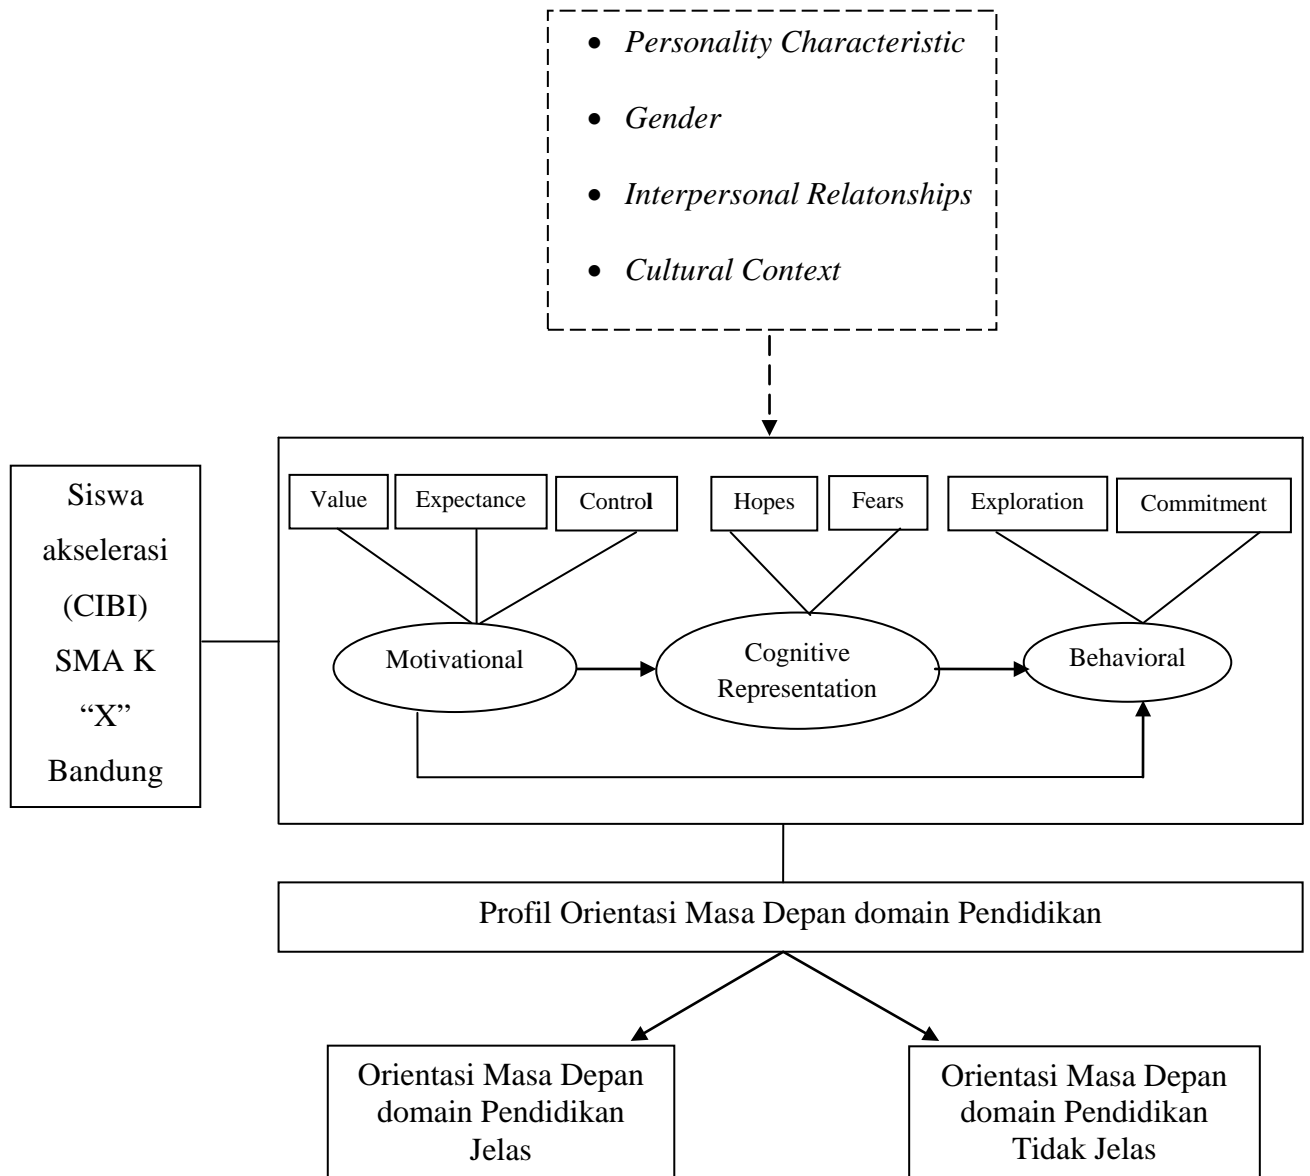 • Personality Characteristic
• Gender
• Interpersonal Relatonships
• Cultural Context
Siswa
akselerasi
(CIBI)
SMA K
“X”
Bandung
Value
Expectance
Control
Hopes
Fears
Exploration
Commitment
Motivational
Cognitive
Representation
Behavioral
Profil Orientasi Masa Depan domain Pendidikan
Orientasi Masa Depan
domain Pendidikan
Jelas
Orientasi Masa Depan
domain Pendidikan
Tidak Jelas